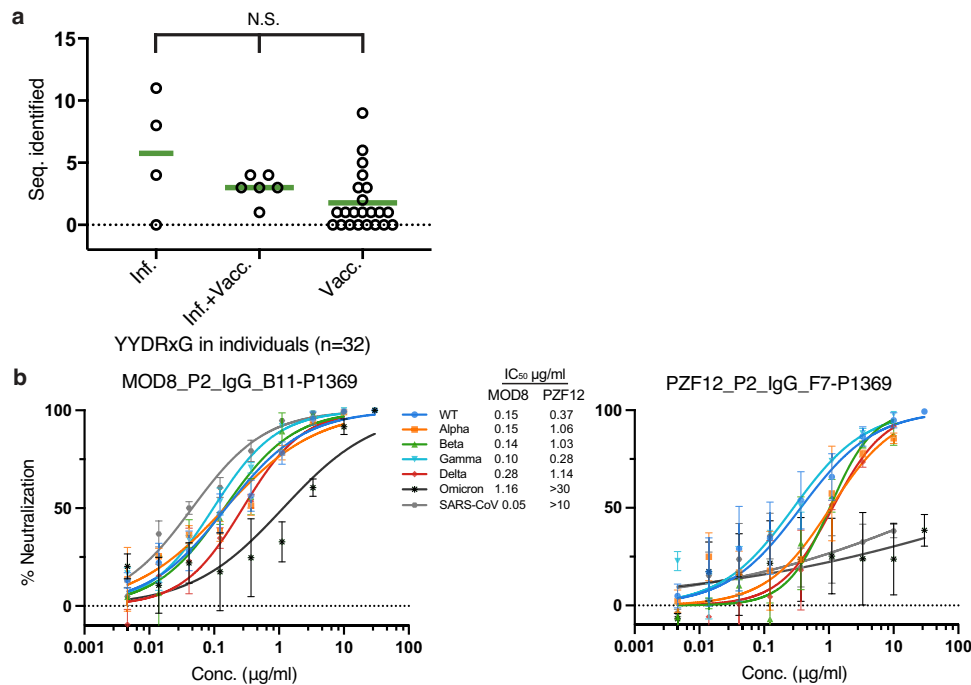 a
N.S.
15
10
5
0
Seq. identified
Inf.
Inf.+Vacc.
Vacc.
YYDRxG in individuals (n=32)
b
MOD8_P2_IgG_B11-P1369
% Neutralization
100
50
0
0.001 0.01 0.1 1 10 100
Conc. (µg/ml)
IC50 µg/ml
MOD8 PZF12
WT 0.15 0.37
Alpha 0.15 1.06
Beta 0.14 1.03
Gamma 0.10 0.28
Delta 0.28 1.14
Omicron 1.16 >30
SARS-CoV 0.05 >10
PZF12_P2_IgG_F7-P1369
100
50
0
0.001 0.01 0.1 1 10 100
Conc. (µg/ml)